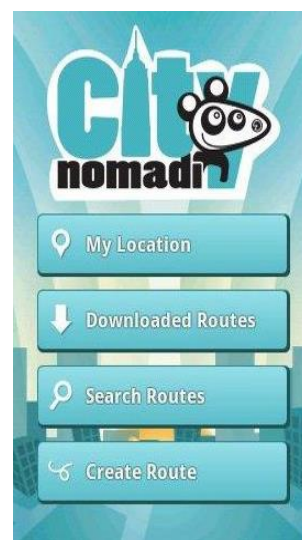 City
nomadi
My Location
Downloaded Routes
Search Routes
Create Route